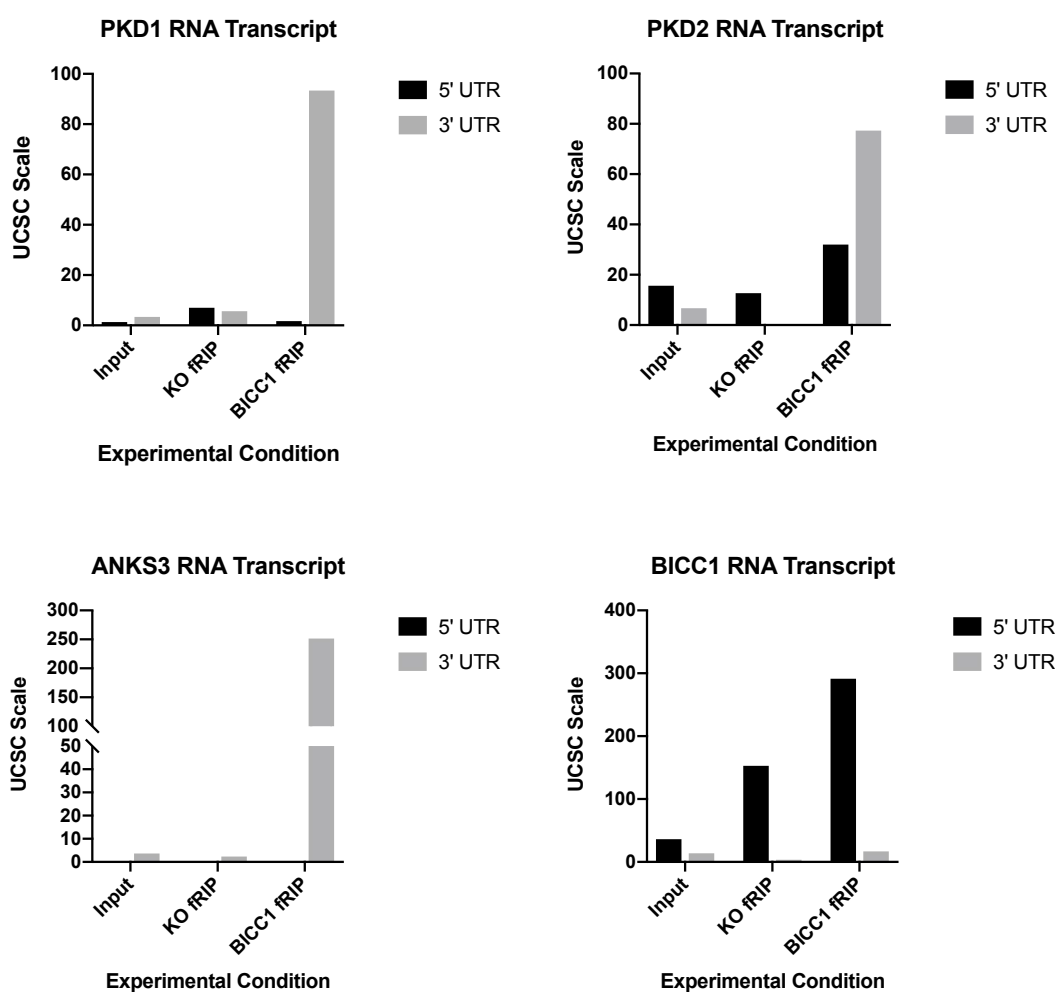 PKD1 RNA Transcript
UCSC Scale
100
80
60
40
20
0
Input
KO fRIP
BICC1 fRIP
Experimental Condition
5' UTR
3' UTR
PKD2 RNA Transcript
UCSC Scale
100
80
60
40
20
0
Input
KO fRIP
BICC1 fRIP
Experimental Condition
5' UTR
3' UTR
ANKS3 RNA Transcript
UCSC Scale
300
250
200
150
100
50
40
30
20
10
0
Input
KO fRIP
BICC1 fRIP
Experimental Condition
5' UTR
3' UTR
BICC1 RNA Transcript
UCSC Scale
400
300
200
100
0
Input
KO fRIP
BICC1 fRIP
Experimental Condition
5' UTR
3' UTR